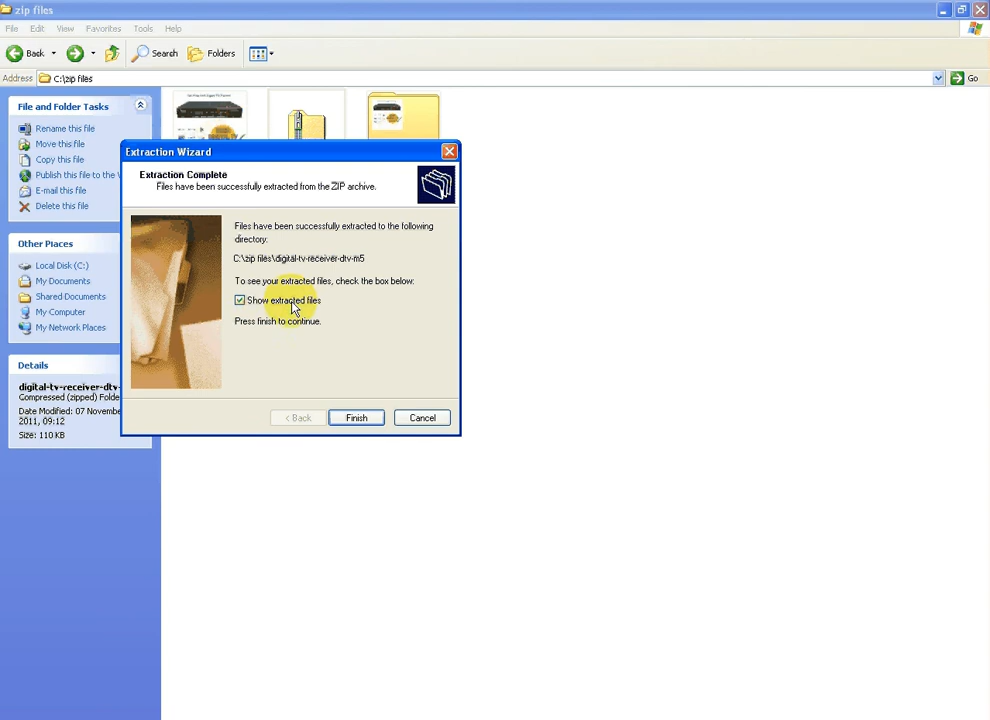 zip files
File Edit View Favorites Tools Help
Back Search Folders
Address C:\zip files Go
File and Folder Tasks
Rename this file
Move this file
Copy this file
Publish this file to the
E-mail this file
Delete this file
Other Places
Local Disk (C:)
My Documents
Shared Documents
My Computer
My Network Places
Details
digital-tv-receiver-dtv-
Compressed (zipped) Folde
Date Modified: 07 Novembe
2011, 09:12
Size: 110 KB
Extraction Wizard
Extraction Complete
Files have been successfully extracted from the ZIP archive.
Files have been successfully extracted to the following
directory:
C:\zip files\digital-tv-receiver-dtv-m5
To see your extracted files, check the box below:
Show extracted files
Press finish to continue.
< Back Finish Cancel